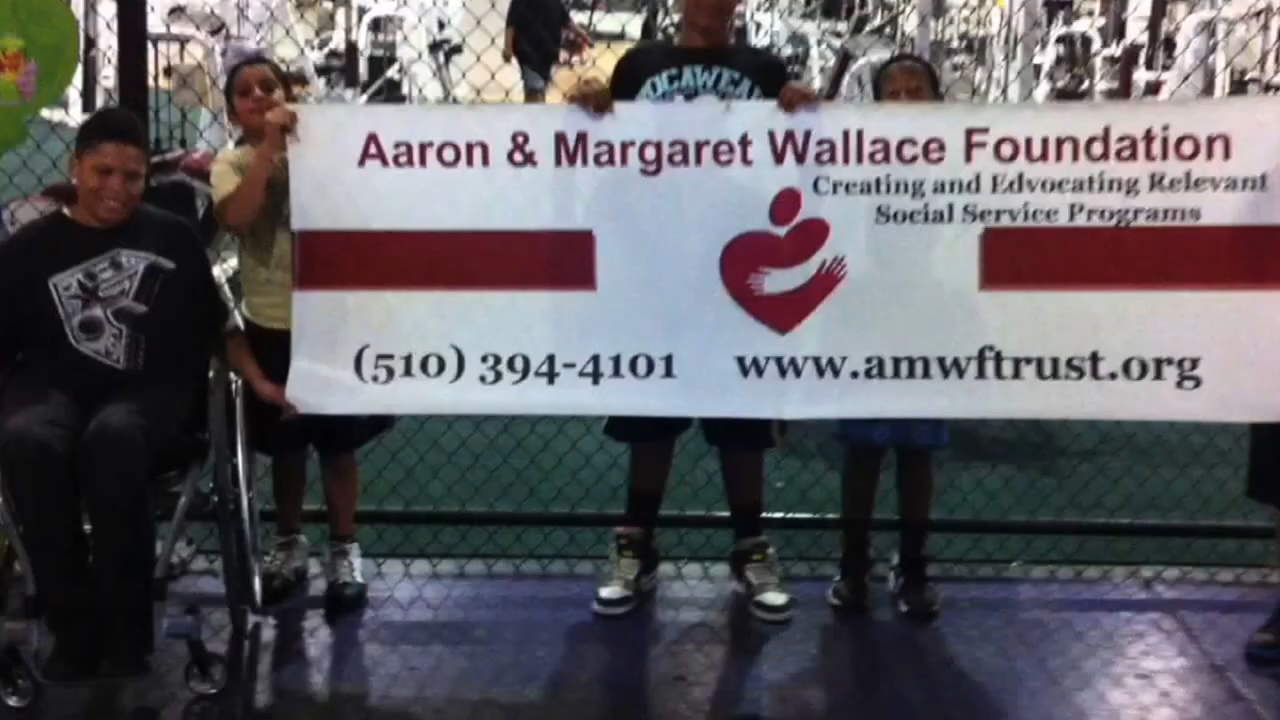 Aaron & Margaret Wallace Foundation
Creating and Edvocating Relevant
Social Service Programs
(510) 394-4101 www.amwftrust.org